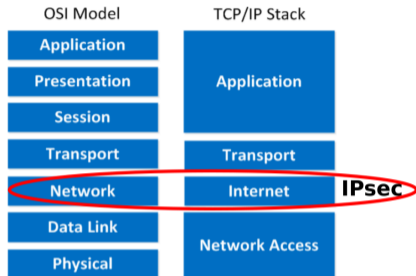 OSI Model
TCP/IP Stack
Application
Presentation
Session
Transport
Network
Data Link
Physical
Application
Transport
Internet
Network Access
IPsec